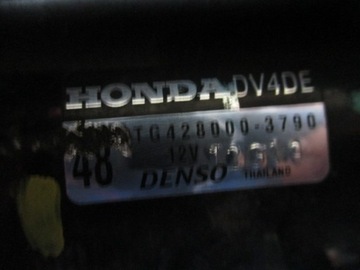 HONDA DV4DE
TG428000-3790
48 12V
DENSO THAILAND